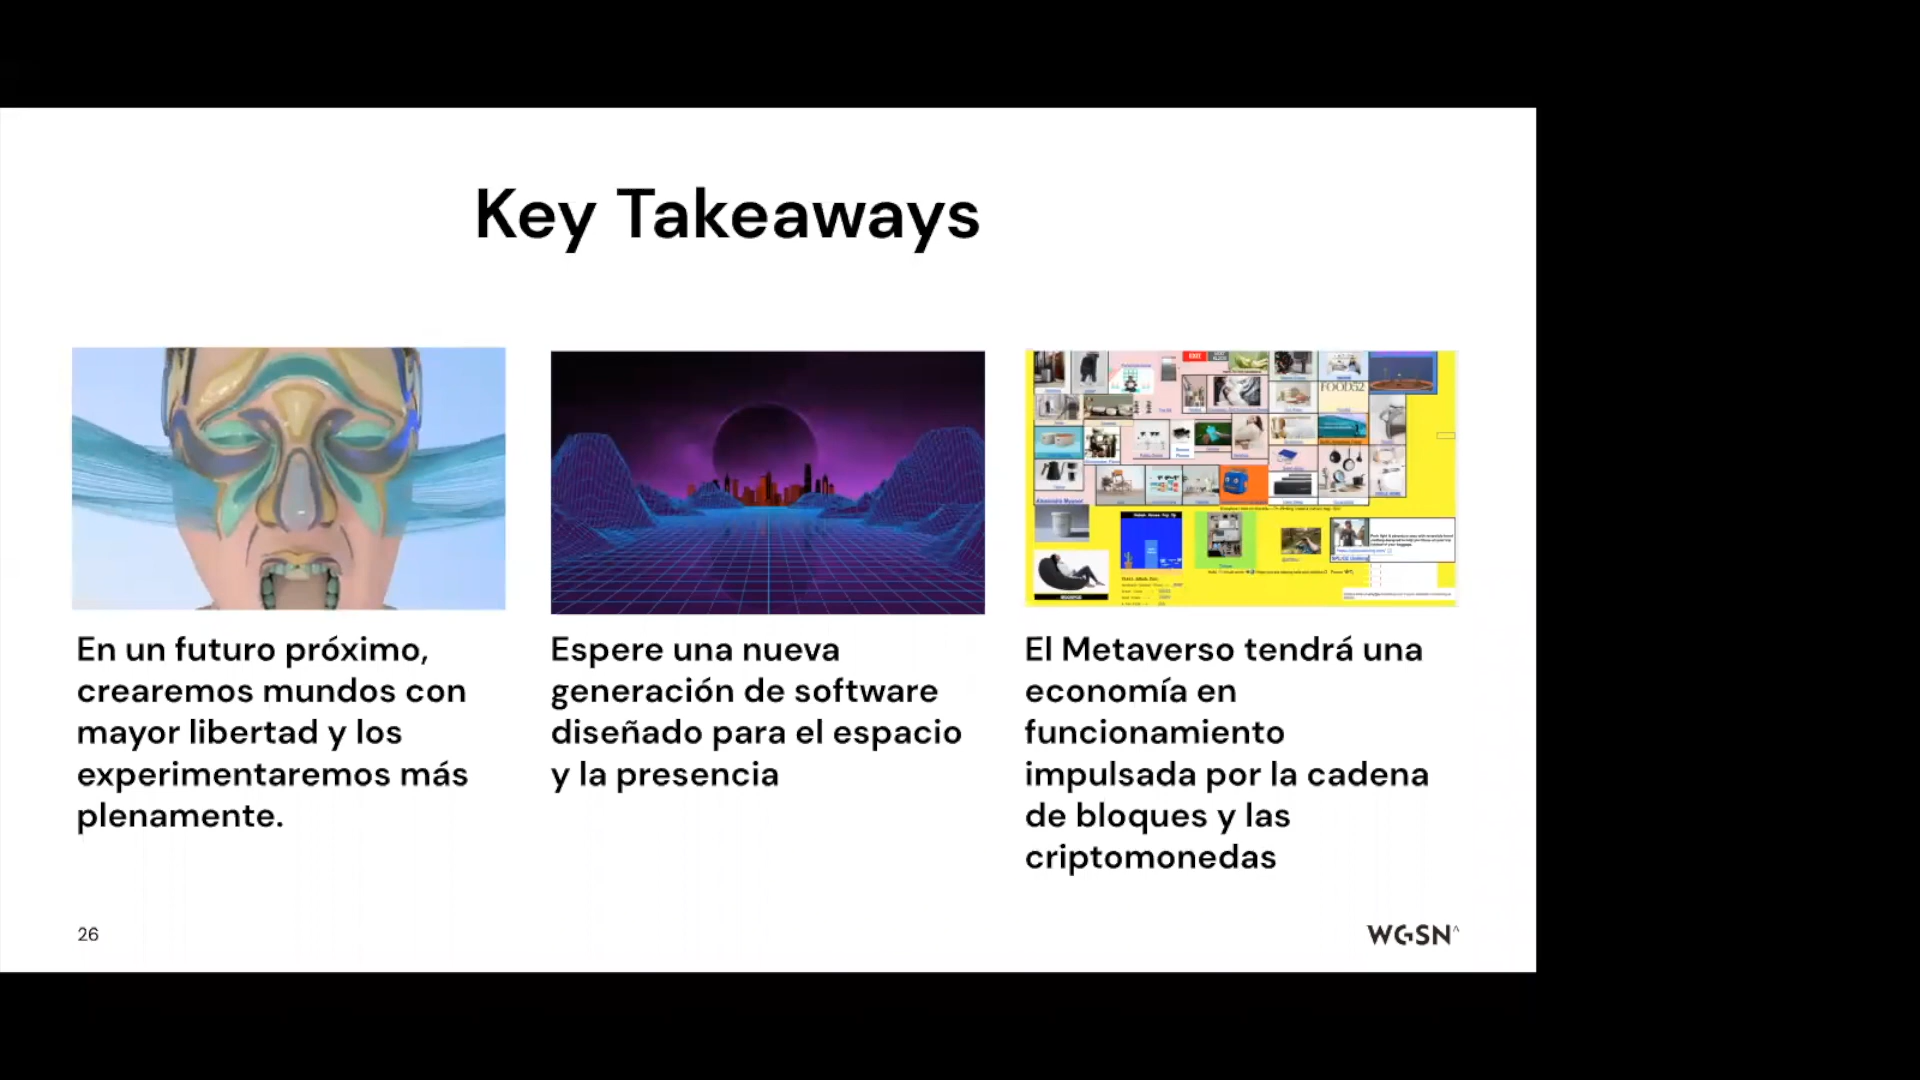 Key Takeaways
FOOD52
En un futuro próximo,
crearemos mundos con
mayor libertad y los
experimentaremos más
plenamente.
Espere una nueva
generación de software
diseñado para el espacio
y la presencia
El Metaverso tendrá una
economía en
funcionamiento
impulsada por la cadena
de bloques y las
criptomonedas
26
WGSN